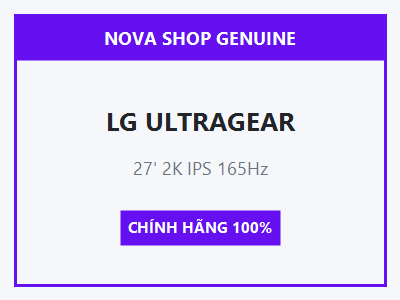 NOVA SHOP GENUINE
LG ULTRAGEAR
27' 2K IPS 165Hz
CHÍNH HÃNG 100%